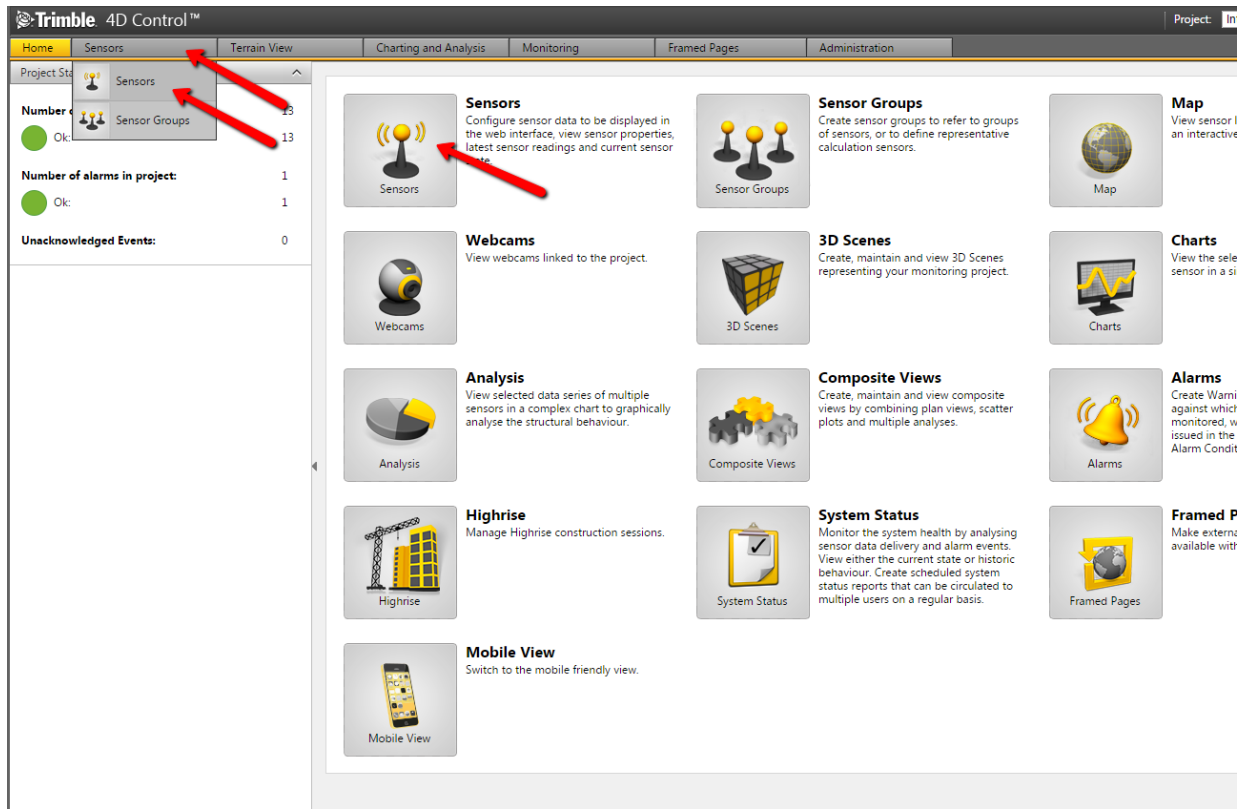 Trimble. 4D Control™
Project:
Home Sensors Terrain View Charting and Analysis Monitoring Framed Pages Administration
Project
Sensors
Sensor Groups
Number 13
Ok: 13
Number of alarms in project: 1
Ok: 1
Unacknowledged Events: 0
Sensors
Sensors
Configure sensor data to be displayed in
the web interface, view sensor properties,
latest sensor readings and current sensor
Sensor Groups
Sensor Groups
Create sensor groups to refer to groups
of sensors, or to define representative
calculation sensors.
Map
Map
View sensor
an interactive
Webcams
Webcams
View webcams linked to the project.
3D Scenes
3D Scenes
Create, maintain and view 3D Scenes
representing your monitoring project.
Charts
Charts
View the
sensor in a
Analysis
Analysis
View selected data series of multiple
sensors in a complex chart to graphically
analyse the structural behaviour.
Composite Views
Composite Views
Create, maintain and view composite
views by combining plan views, scatter
plots and multiple analyses.
Alarms
Alarms
Create
against which
monitored,
issued in the
Alarm
Highrise
Highrise
Manage Highrise construction sessions.
System Status
System Status
Monitor the system health by analysing
sensor data delivery and alarm events.
View either the current state or historic
behaviour. Create scheduled system
status reports that can be circulated to
multiple users on a regular basis.
Framed Pages
Framed
Make
available
Mobile View
Mobile View
Switch to the mobile friendly view.